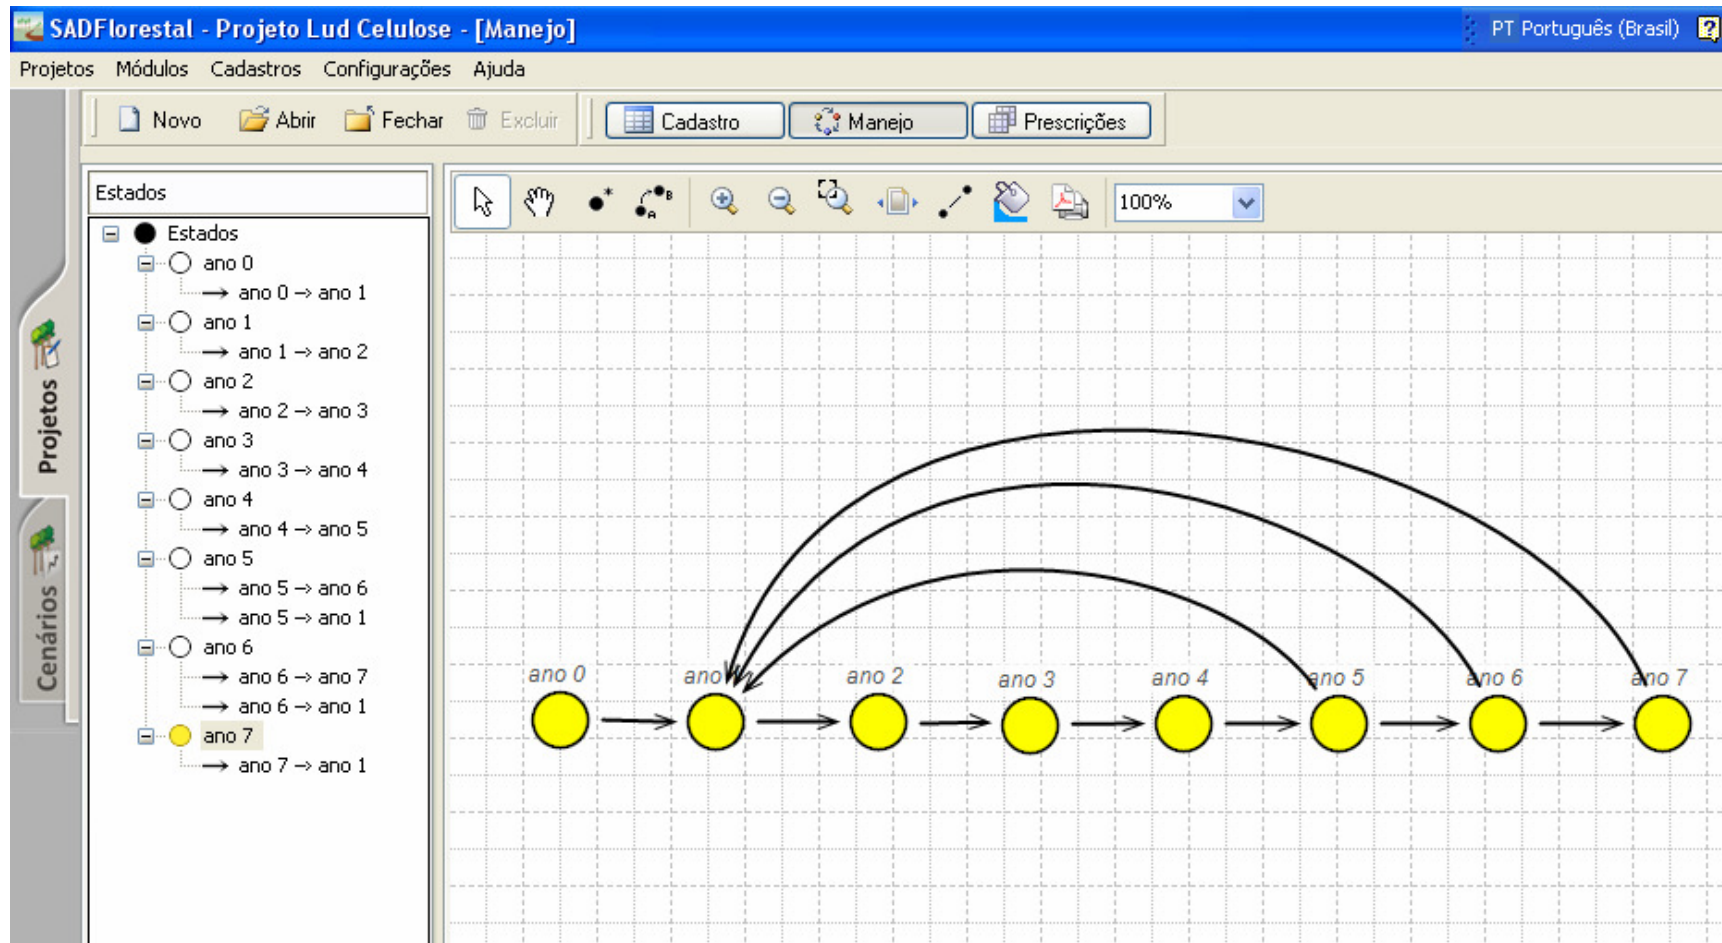 SADFlorestal - Projeto Lud Celulose - [Manejo]
PT Português (Brasil)
Projetos Módulos Cadastros Configurações Ajuda
Novo Abrir Fechar Excluir Cadastro Manejo Prescrições
Projetos
Cenários
Estados
Estados
ano 0
ano 0 -> ano 1
ano 1
ano 1 -> ano 2
ano 2
ano 2 -> ano 3
ano 3
ano 3 -> ano 4
ano 4
ano 4 -> ano 5
ano 5
ano 5 -> ano 6
ano 5 -> ano 1
ano 6
ano 6 -> ano 7
ano 6 -> ano 1
ano 7
ano 7 -> ano 1
A B
100%
ano 0 ano ano 2 ano 3 ano 4 ano 5 ano 6 ano 7